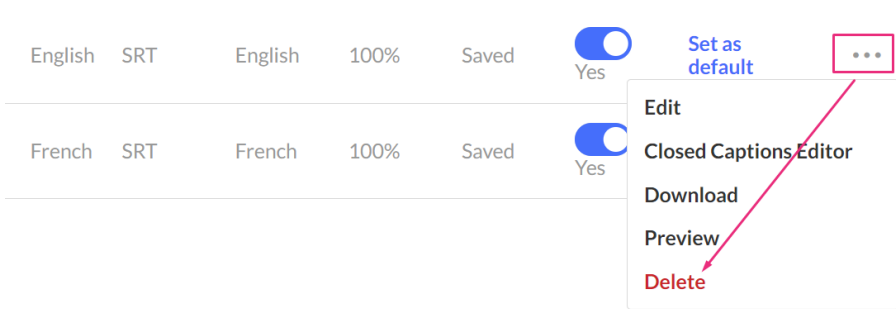 English SRT English 100% Saved Yes Set as default
French SRT French 100% Saved Yes
Edit
Closed Captions Editor
Download
Preview
Delete